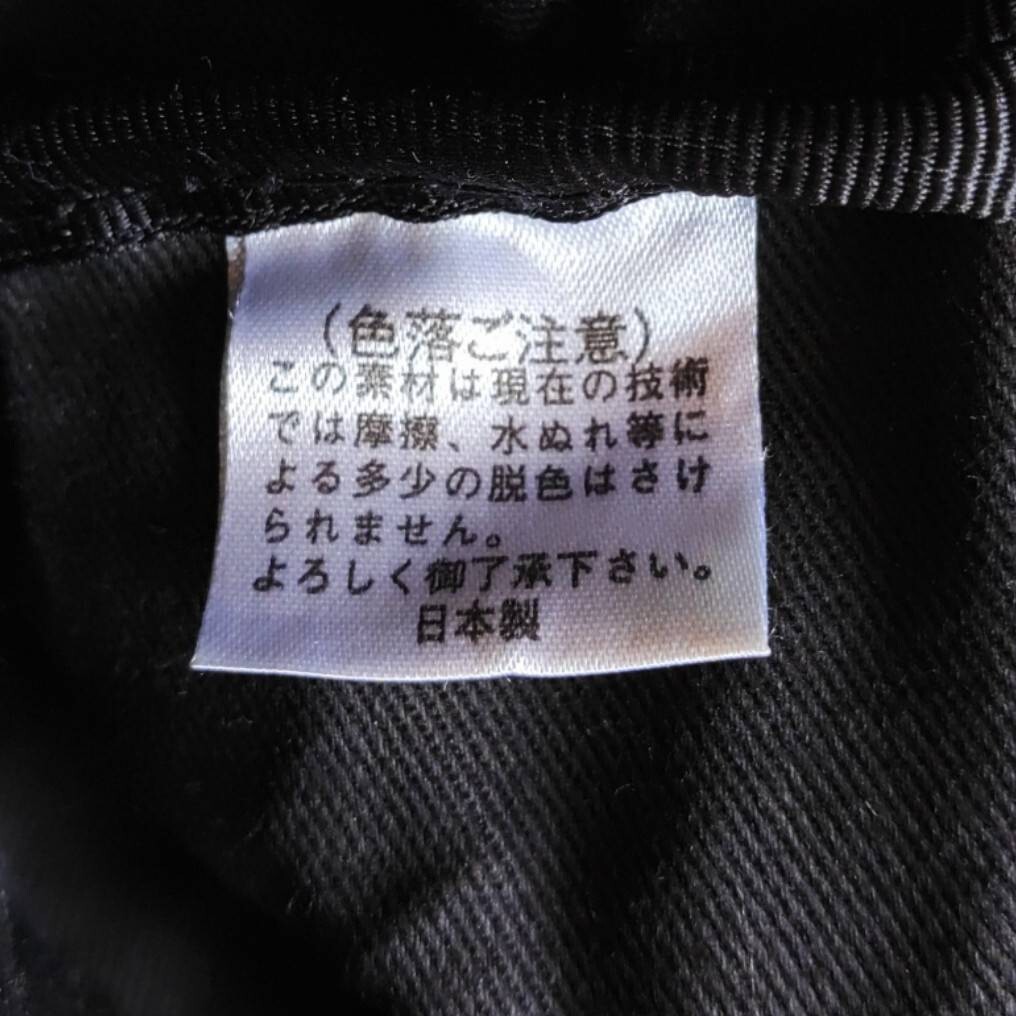 （色落ご注意）
この素材は現在の技術
では摩擦、水ぬれ等に
よる多少の脱色はさけ
られません。
よろしく御了承下さい。
日本製